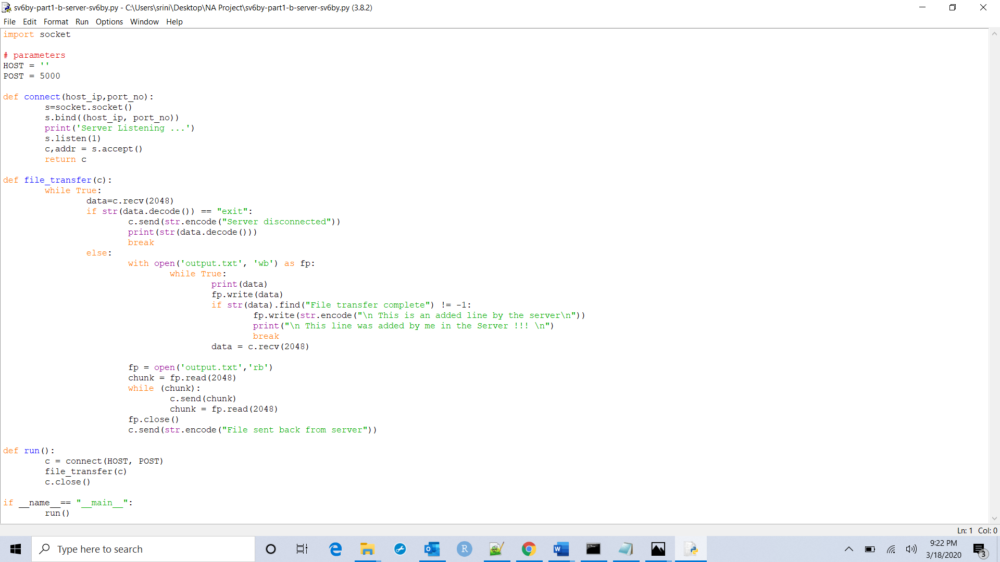 sv6by-part1-b-server-sv6by.py - C:\Users\srini\Desktop\NA Project\sv6by-part1-b-server-sv6by.py (3.8.2)
File Edit Format Run Options Window Help
import socket

# parameters
HOST = ''
POST = 5000

def connect(host_ip,port_no):
        s=socket.socket()
        s.bind((host_ip, port_no))
        print('Server Listening ...')
        s.listen(1)
        c,addr = s.accept()
        return c

def file_transfer(c):
        while True:
                data=c.recv(2048)
                if str(data.decode()) == "exit":
                        c.send(str.encode("Server disconnected"))
                        print(str(data.decode()))
                        break
                else:
                        with open('output.txt', 'wb') as fp:
                                while True:
                                        print(data)
                                        fp.write(data)
                                        if str(data).find("File transfer complete") != -1:
                                                fp.write(str.encode("\n This is an added line by the server\n"))
                                                print("\n This line was added by me in the Server !!! \n")
                                                break
                                        data = c.recv(2048)

                        fp = open('output.txt','rb')
                        chunk = fp.read(2048)
                        while (chunk):
                                c.send(chunk)
                                chunk = fp.read(2048)
                        fp.close()
                        c.send(str.encode("File sent back from server"))

def run():
        c = connect(HOST, POST)
        file_transfer(c)
        c.close()

if __name__== "__main__":
        run()
Ln: 1 Col: 0
Type here to search
9:22 PM
3/18/2020
3